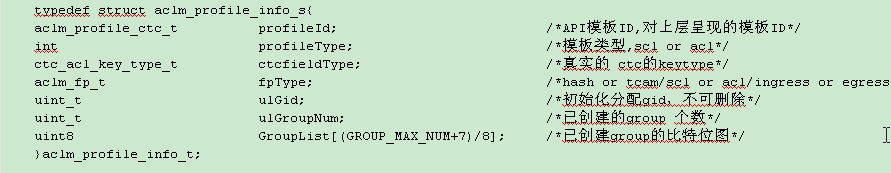 typedef struct aclm_profile_info_s{
aclm_profile_ctc_t profileId; /*API模板ID,对上层呈现的模板ID*/
int profileType; /*模板类型,scl or acl*/
ctc_acl_key_type_t ctcfieldType; /*真实的 ctc的keytype*/
aclm_fp_t fpType; /*hash or tcam/scl or acl/ingress or egress
uint_t ulGid; /*初始化分配gid，不可删除*/
uint_t ulGroupNum; /*已创建的group 个数*/
uint8 GroupList[(GROUP_MAX_NUM+7)/8]; /*已创建group的比特位图*/
}aclm_profile_info_t;